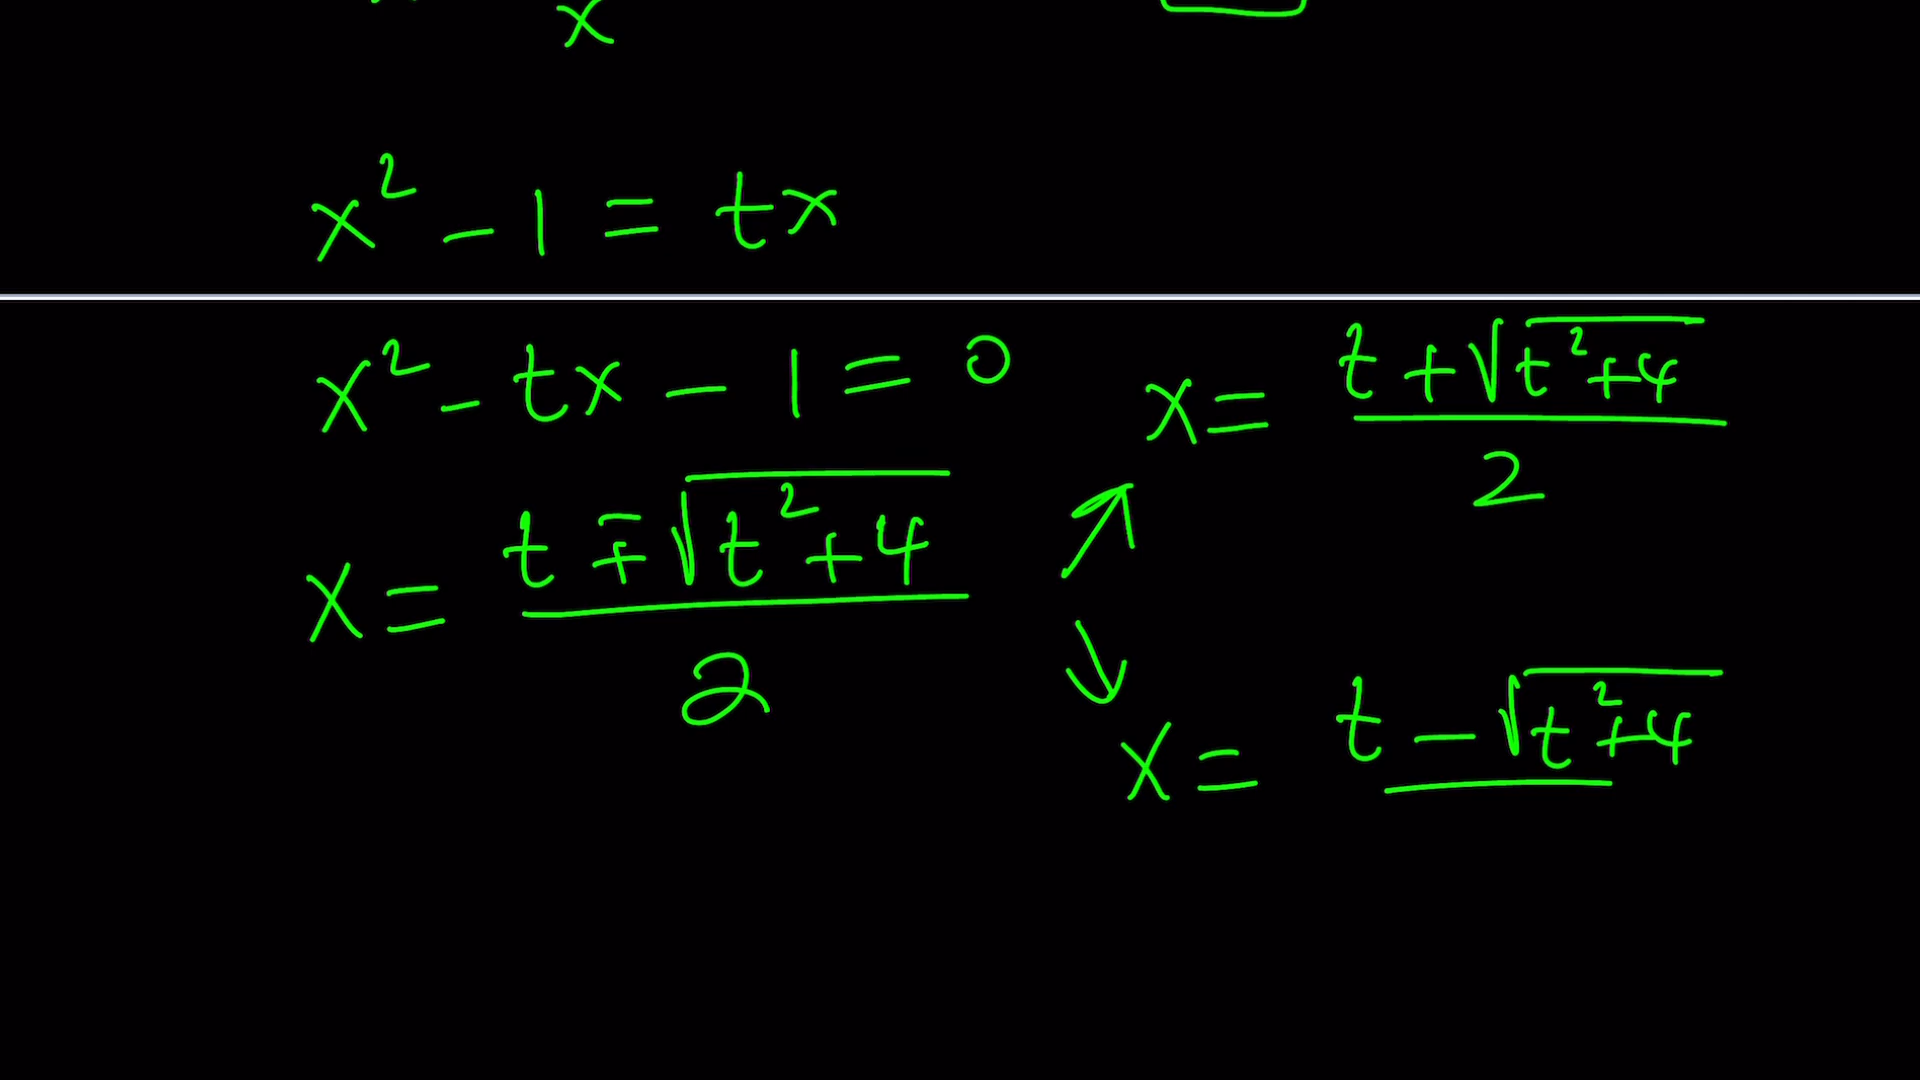 x
x² - 1 = tx
x² - tx - 1 = 0
x = (t ∓ √(t² + 4)) / 2
x = (t + √(t² + 4)) / 2
x = t - √(t² + 4)